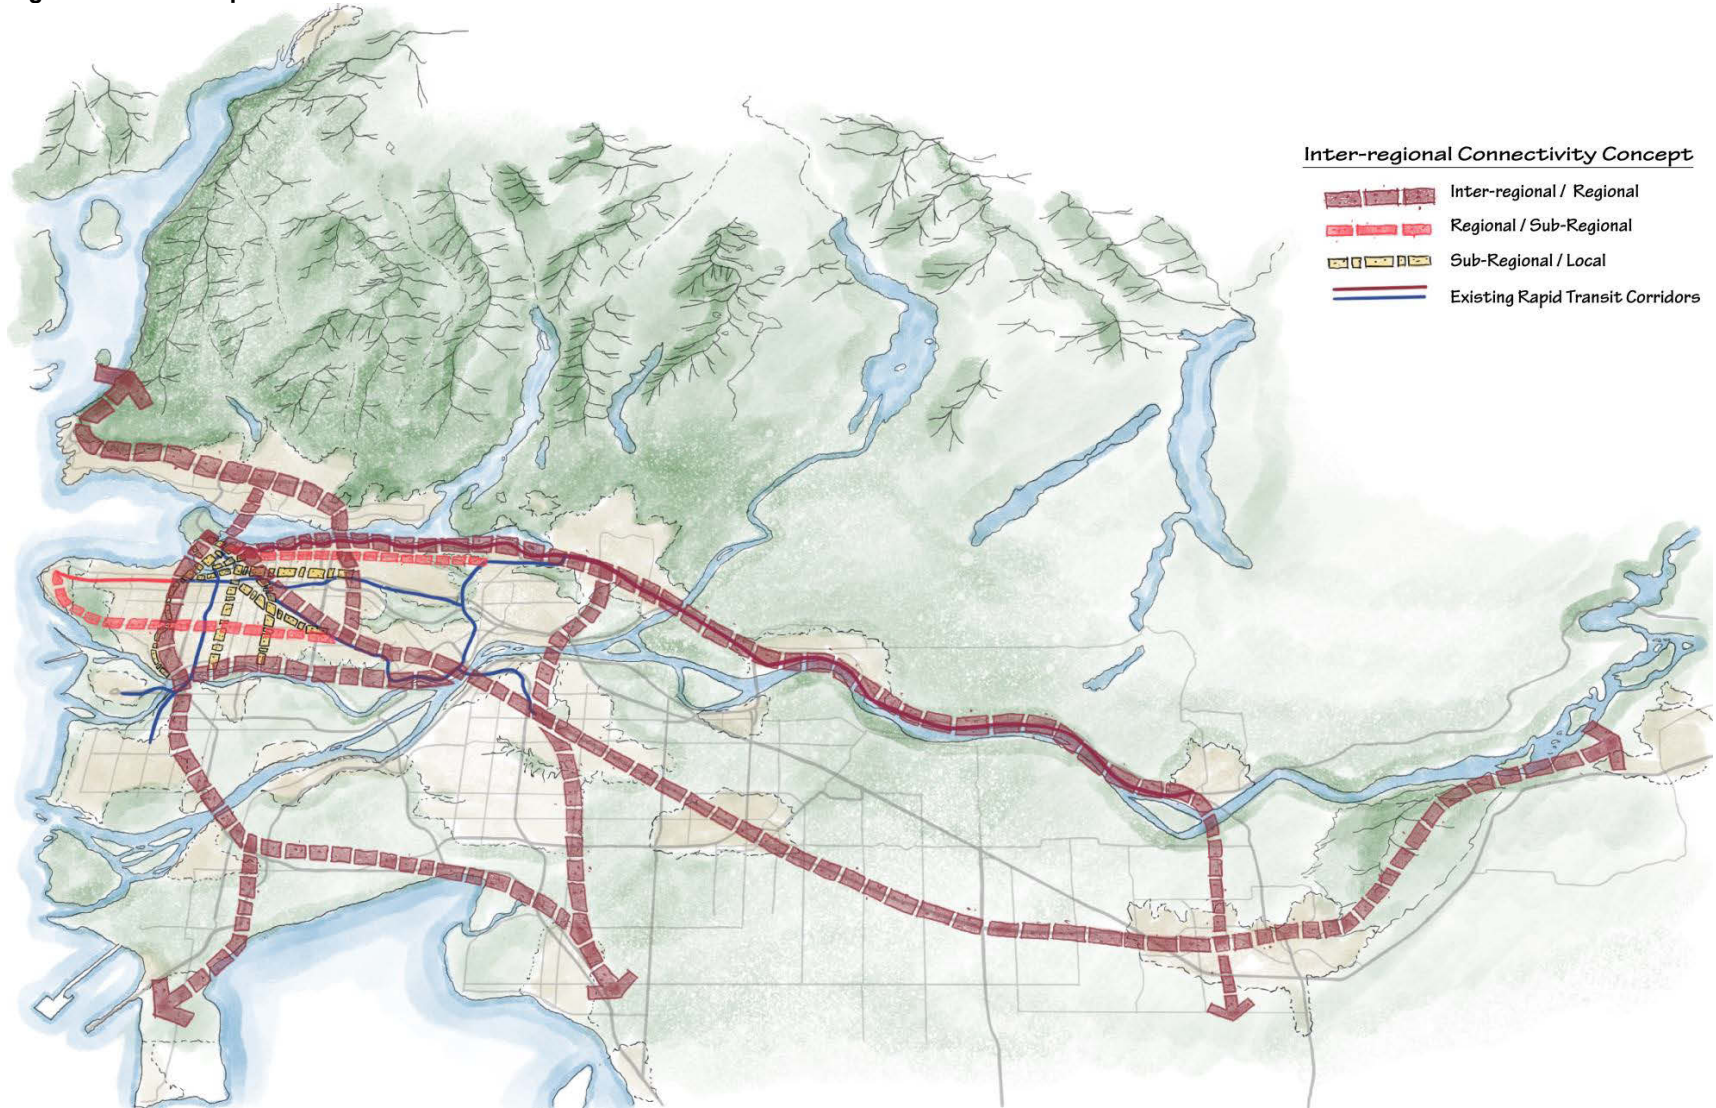 Inter-regional Connectivity Concept
Inter-regional / Regional
Regional / Sub-Regional
Sub-Regional / Local
Existing Rapid Transit Corridors